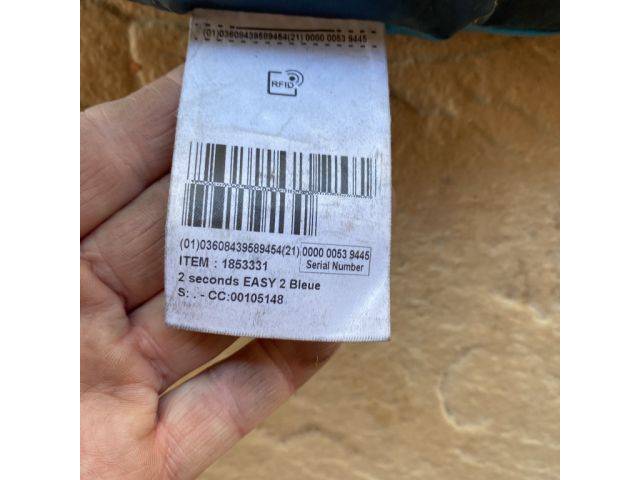 (01)03608439589454(21) 0000 0053 9445
RFID
(01)03608439589454(21) 0000 0053 9445
Serial Number
ITEM : 1853331
2 seconds EASY 2 Bleue
S: . - CC:00105148